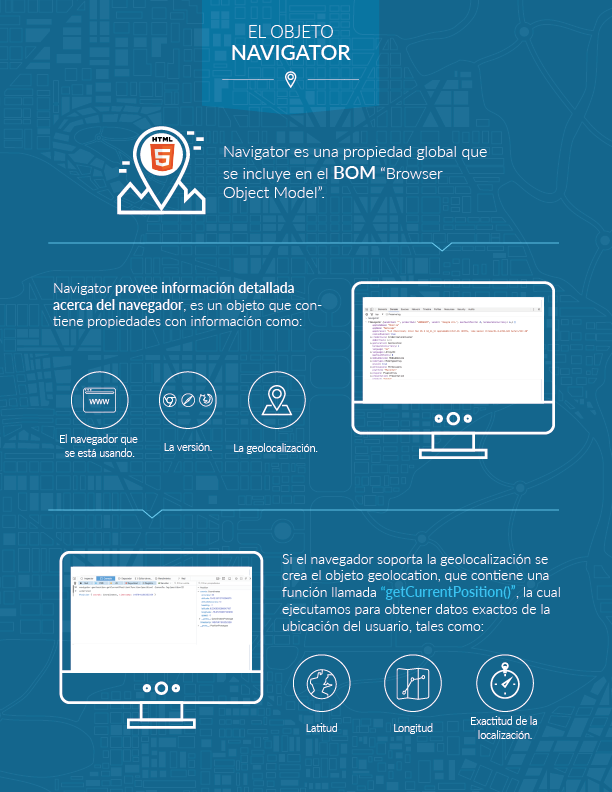 EL OBJETO
NAVIGATOR
HTML
5
Navigator es una propiedad global que
se incluye en el BOM “Browser
Object Model”.
Navigator provee información detallada
acerca del navegador, es un objeto que con-
tiene propiedades con información como:
www
El navegador que
se está usando.
La versión.
La geolocalización.
Si el navegador soporta la geolocalización se
crea el objeto geolocation, que contiene una
función llamada “getCurrentPosition()”, la cual
ejecutamos para obtener datos exactos de la
ubicación del usuario, tales como:
Latitud
Longitud
Exactitud de la
localización.